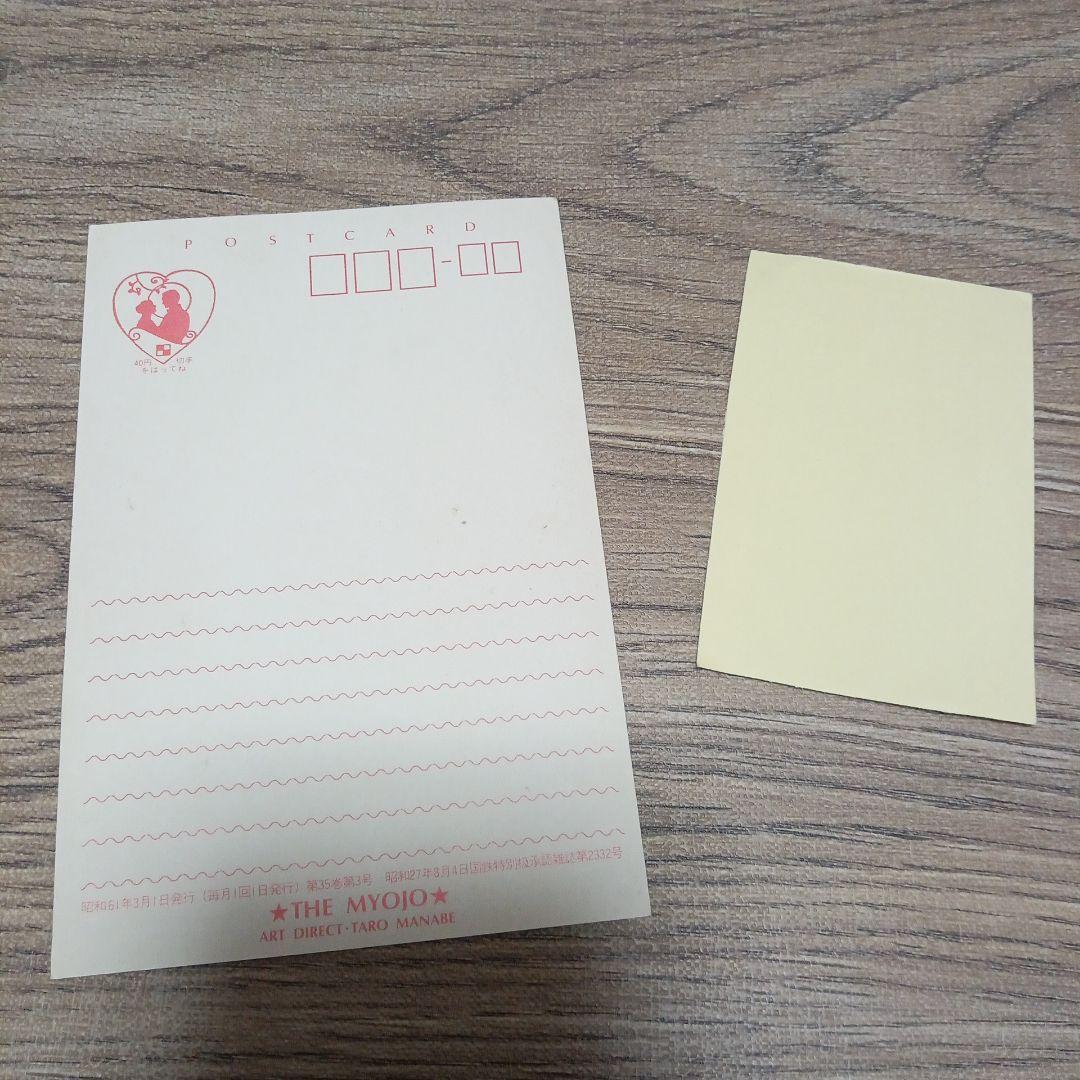 POSTCARD
40円 切手
をはってね
昭和61年3月1日発行(毎月1回1日発行)第35巻第3号 昭和27年8月4日国鉄特別級承認雑誌第2332号
★THE MYOJO★
ART DIRECT・TARO MANABE